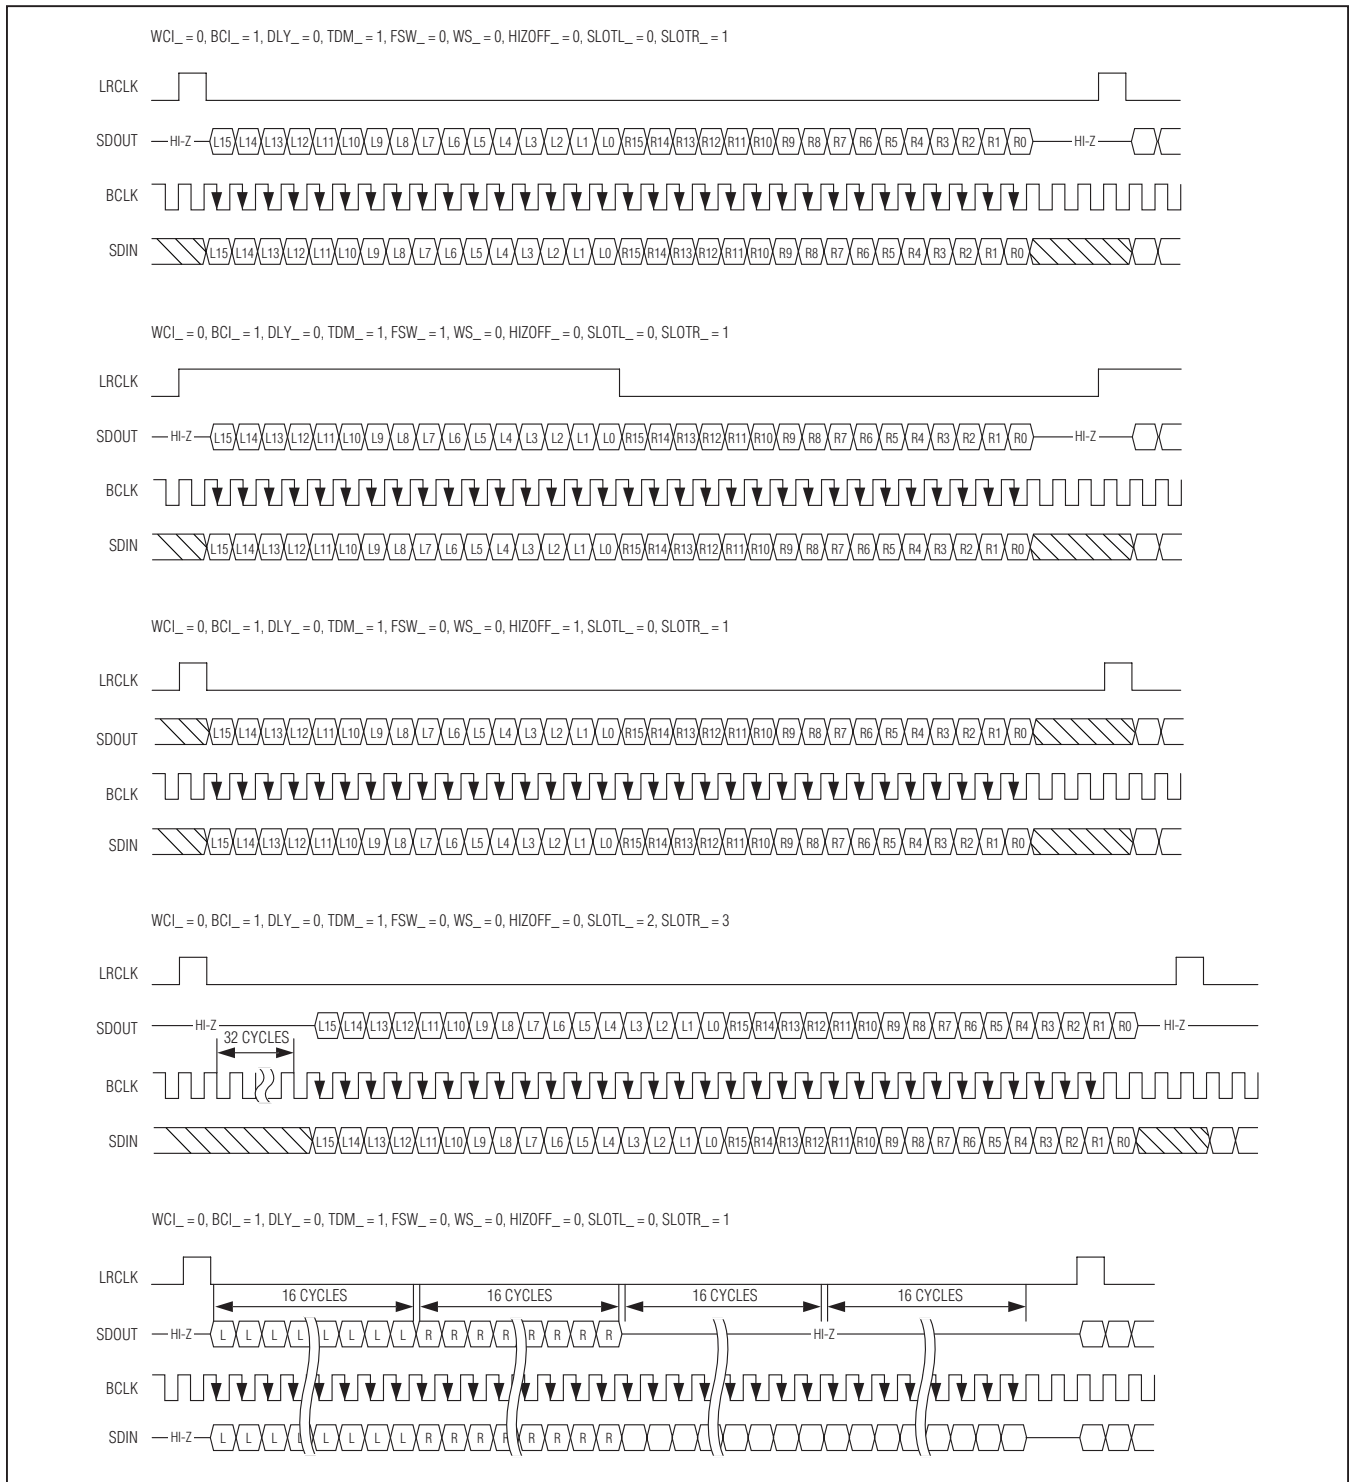 WCI_ = 0, BCI_ = 1, DLY_ = 0, TDM_ = 1, FSW_ = 0, WS_ = 0, HIZOFF_ = 0, SLOTL_ = 0, SLOTR_ = 1
LRCLK
SDOUT HI-Z L15 L14 L13 L12 L11 L10 L9 L8 L7 L6 L5 L4 L3 L2 L1 L0 R15 R14 R13 R12 R11 R10 R9 R8 R7 R6 R5 R4 R3 R2 R1 R0 HI-Z
BCLK
SDIN L15 L14 L13 L12 L11 L10 L9 L8 L7 L6 L5 L4 L3 L2 L1 L0 R15 R14 R13 R12 R11 R10 R9 R8 R7 R6 R5 R4 R3 R2 R1 R0
WCI_ = 0, BCI_ = 1, DLY_ = 0, TDM_ = 1, FSW_ = 1, WS_ = 0, HIZOFF_ = 0, SLOTL_ = 0, SLOTR_ = 1
LRCLK
SDOUT HI-Z L15 L14 L13 L12 L11 L10 L9 L8 L7 L6 L5 L4 L3 L2 L1 L0 R15 R14 R13 R12 R11 R10 R9 R8 R7 R6 R5 R4 R3 R2 R1 R0 HI-Z
BCLK
SDIN L15 L14 L13 L12 L11 L10 L9 L8 L7 L6 L5 L4 L3 L2 L1 L0 R15 R14 R13 R12 R11 R10 R9 R8 R7 R6 R5 R4 R3 R2 R1 R0
WCI_ = 0, BCI_ = 1, DLY_ = 0, TDM_ = 1, FSW_ = 0, WS_ = 0, HIZOFF_ = 1, SLOTL_ = 0, SLOTR_ = 1
LRCLK
SDOUT L15 L14 L13 L12 L11 L10 L9 L8 L7 L6 L5 L4 L3 L2 L1 L0 R15 R14 R13 R12 R11 R10 R9 R8 R7 R6 R5 R4 R3 R2 R1 R0
BCLK
SDIN L15 L14 L13 L12 L11 L10 L9 L8 L7 L6 L5 L4 L3 L2 L1 L0 R15 R14 R13 R12 R11 R10 R9 R8 R7 R6 R5 R4 R3 R2 R1 R0
WCI_ = 0, BCI_ = 1, DLY_ = 0, TDM_ = 1, FSW_ = 0, WS_ = 0, HIZOFF_ = 0, SLOTL_ = 2, SLOTR_ = 3
LRCLK
SDOUT HI-Z L15 L14 L13 L12 L11 L10 L9 L8 L7 L6 L5 L4 L3 L2 L1 L0 R15 R14 R13 R12 R11 R10 R9 R8 R7 R6 R5 R4 R3 R2 R1 R0 HI-Z
32 CYCLES
BCLK
SDIN L15 L14 L13 L12 L11 L10 L9 L8 L7 L6 L5 L4 L3 L2 L1 L0 R15 R14 R13 R12 R11 R10 R9 R8 R7 R6 R5 R4 R3 R2 R1 R0
WCI_ = 0, BCI_ = 1, DLY_ = 0, TDM_ = 1, FSW_ = 0, WS_ = 0, HIZOFF_ = 0, SLOTL_ = 0, SLOTR_ = 1
LRCLK
16 CYCLES 16 CYCLES 16 CYCLES 16 CYCLES
SDOUT HI-Z L L L L L L L L R R R R R R R R HI-Z
BCLK
SDIN HI-Z L L L L L L L L R R R R R R R R